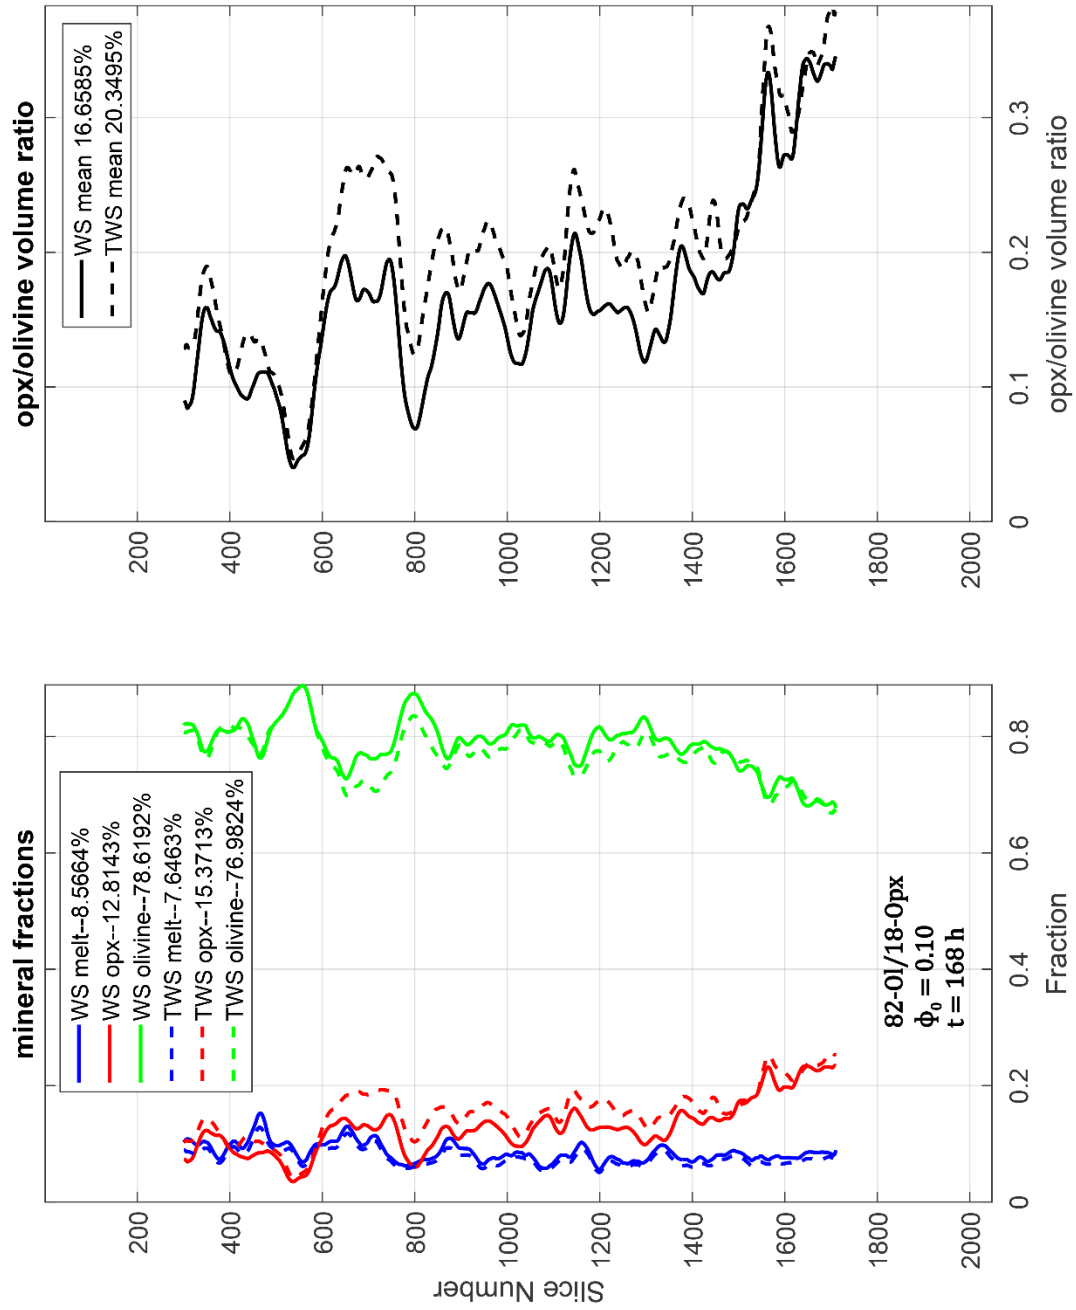 mineral fractions
WS melt--8.5664%
WS opx--12.8143%
WS olivine--78.6192%
TWS melt--7.6463%
TWS opx--15.3713%
TWS olivine--76.9824%
82-Ol/18-Opx
ϕ₀ = 0.10
t = 168 h
Slice Number
200
400
600
800
1000
1200
1400
1600
1800
2000
0
0.2
0.4
0.6
0.8
Fraction
opx/olivine volume ratio
WS mean 16.6585%
TWS mean 20.3495%
200
400
600
800
1000
1200
1400
1600
1800
2000
0
0.1
0.2
0.3
opx/olivine volume ratio